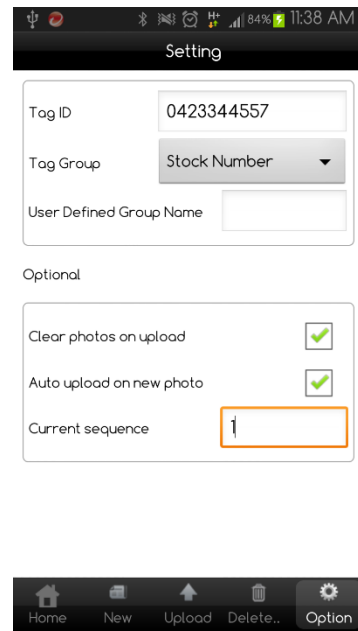 H+ 84% 11:38 AM
Setting
Tag ID 0423344557
Tag Group Stock Number
User Defined Group Name
Optional
Clear photos on upload
Auto upload on new photo
Current sequence 1
Home New Upload Delete.. Option